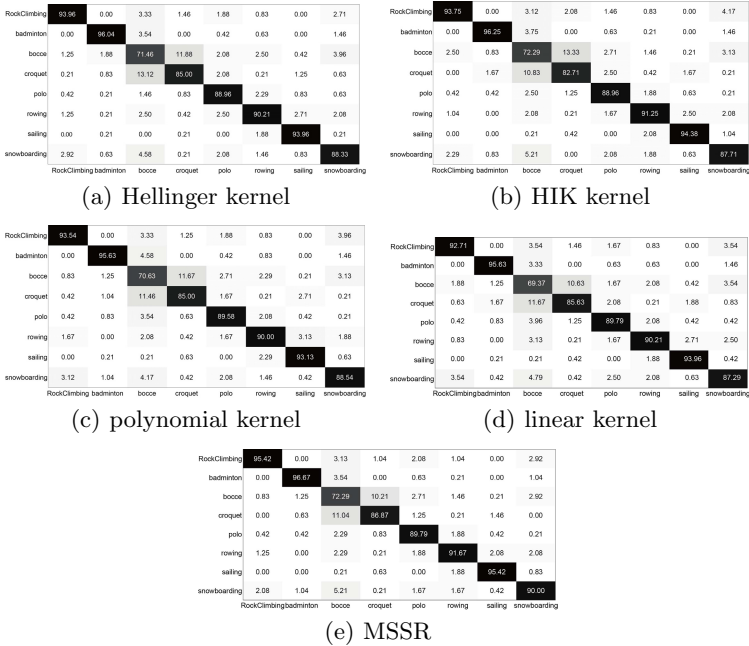 RockClimbing 93.96 0.00 3.33 1.46 1.88 0.83 0.00 2.71
badminton 0.00 96.04 3.54 0.00 0.42 0.63 0.00 1.46
bocce 1.25 1.88 71.46 11.88 2.08 2.50 0.42 3.96
croquet 0.21 0.83 13.12 85.00 2.08 0.21 1.25 0.63
polo 0.42 0.21 1.46 0.83 88.96 2.29 0.83 0.63
rowing 1.25 0.21 2.50 0.42 2.50 90.21 2.71 2.08
sailing 0.00 0.21 0.00 0.21 0.00 1.88 93.96 0.21
snowboarding 2.92 0.63 4.58 0.21 2.08 1.46 0.83 88.33
RockClimbing badminton bocce croquet polo rowing sailing snowboarding
(a) Hellinger kernel
RockClimbing 93.75 0.00 3.12 2.08 1.46 0.83 0.00 4.17
badminton 0.00 96.25 3.75 0.00 0.63 0.21 0.00 1.46
bocce 2.50 0.83 72.29 13.33 2.71 1.46 0.21 3.13
croquet 0.00 1.67 10.83 82.71 2.50 0.42 1.67 0.21
polo 0.42 0.42 2.50 1.25 88.96 1.88 0.63 0.21
rowing 1.04 0.00 2.08 0.21 1.67 91.25 2.50 2.08
sailing 0.00 0.00 0.21 0.42 0.00 2.08 94.38 1.04
snowboarding 2.29 0.83 5.21 0.00 2.08 1.88 0.63 87.71
RockClimbing badminton bocce croquet polo rowing sailing snowboarding
(b) HIK kernel
RockClimbing 93.54 0.00 3.33 1.25 1.88 0.83 0.00 3.96
badminton 0.00 95.63 4.58 0.00 0.42 0.83 0.00 1.46
bocce 0.83 1.25 70.63 11.67 2.71 2.29 0.21 3.13
croquet 0.42 1.04 11.46 85.00 1.67 0.21 2.71 0.21
polo 0.42 0.83 3.54 0.63 89.58 2.08 0.42 0.21
rowing 1.67 0.00 2.08 0.42 1.67 90.00 3.13 1.88
sailing 0.00 0.21 0.21 0.63 0.00 2.29 93.13 0.63
snowboarding 3.12 1.04 4.17 0.42 2.08 1.46 0.42 88.54
RockClimbing badminton bocce croquet polo rowing sailing snowboarding
(c) polynomial kernel
RockClimbing 92.71 0.00 3.54 1.46 1.67 0.83 0.00 3.54
badminton 0.00 95.63 3.33 0.00 0.63 0.63 0.00 1.46
bocce 1.88 1.25 69.37 10.63 1.67 2.08 0.42 3.54
croquet 0.63 1.67 11.67 85.63 2.08 0.21 1.88 0.83
polo 0.42 0.83 3.96 1.25 89.79 2.08 0.42 0.42
rowing 0.83 0.00 3.13 0.21 1.67 90.21 2.71 2.50
sailing 0.00 0.21 0.21 0.42 0.00 1.88 93.96 0.42
snowboarding 3.54 0.42 4.79 0.42 2.50 2.08 0.63 87.29
RockClimbing badminton bocce croquet polo rowing sailing snowboarding
(d) linear kernel
RockClimbing 95.42 0.00 3.13 1.04 2.08 1.04 0.00 2.92
badminton 0.00 96.67 3.54 0.00 0.63 0.21 0.00 1.04
bocce 0.83 1.25 72.29 10.21 2.71 1.46 0.21 2.92
croquet 0.00 0.63 11.04 86.87 1.25 0.21 1.46 0.00
polo 0.42 0.42 2.29 0.83 89.79 1.88 0.42 0.21
rowing 1.25 0.00 2.29 0.21 1.88 91.67 2.08 2.08
sailing 0.00 0.00 0.21 0.63 0.00 1.88 95.42 0.83
snowboarding 2.08 1.04 5.21 0.21 1.67 1.67 0.42 90.00
RockClimbing badminton bocce croquet polo rowing sailing snowboarding
(e) MSSR